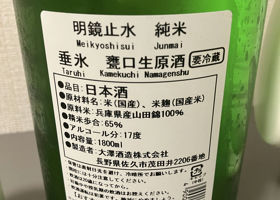 明鏡止水 純米
Meikyoshisui Junmai
垂氷 甕口生原酒 要冷蔵
Taruhi Kamekuchi Namagenshu
●品目:日本酒
●原材料名:米(国産)、米麹(国産米)
●原料米:兵庫県産山田錦100%
●精米歩合:65%
●アルコール分:17度
●内容量:1800ml
●製造者:大澤酒造株式会社
長野県佐久市茂田井2206番地